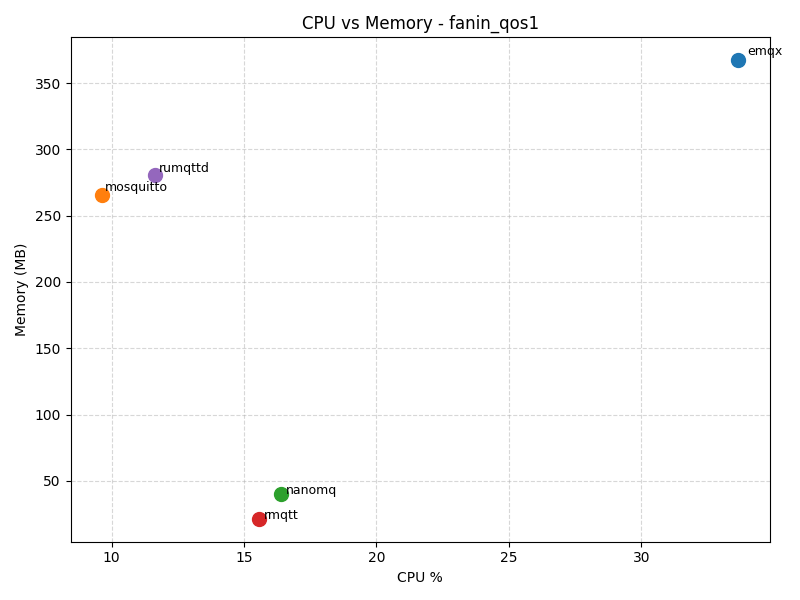 CPU vs Memory - fanin_qos1
emqx
350
300
rumqttd
mosquitto
250
Memory (MB)
200
150
100
50
nanomq
rmqtt
10 15 20 25 30
CPU %